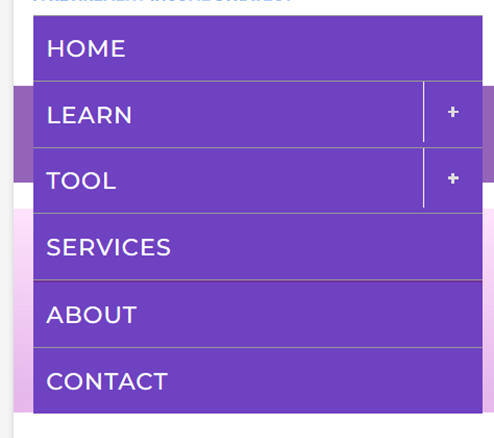 HOME
LEARN
+
TOOL
+
SERVICES
ABOUT
CONTACT